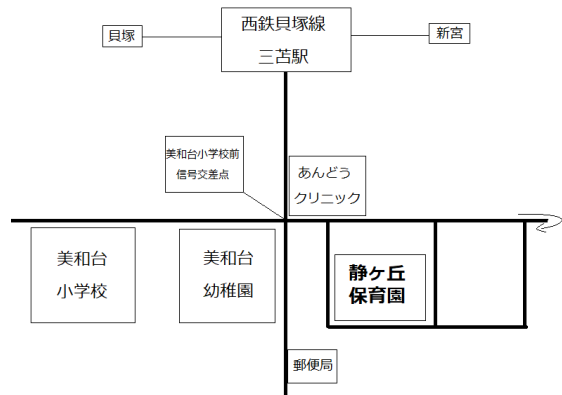 西鉄貝塚線
三苫駅
貝塚
新宮
美和台小学校前
信号交差点
あんどう
クリニック
美和台
小学校
美和台
幼稚園
静ヶ丘
保育園
郵便局